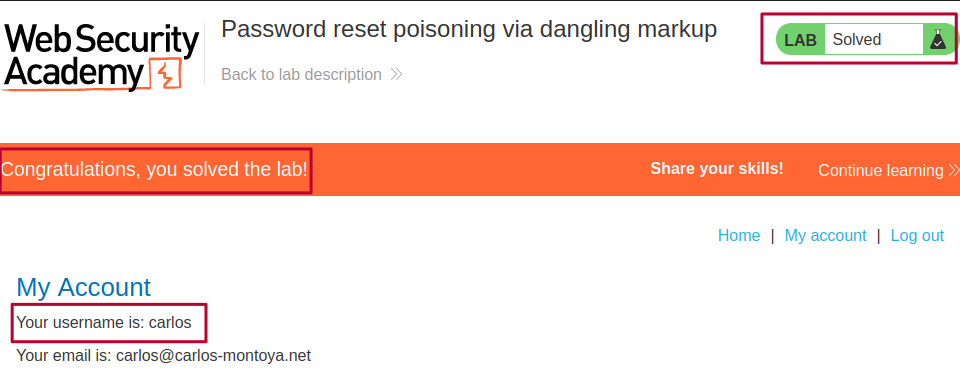 Web Security
Academy
Password reset poisoning via dangling markup
Back to lab description
LAB Solved
Congratulations, you solved the lab!
Share your skills! Continue learning
Home | My account | Log out
My Account
Your username is: carlos
Your email is: carlos@carlos-montoya.net